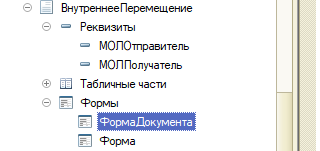 ВнутреннееПеремещение
Реквизиты
МОЛОтправитель
МОЛПолучатель
Табличные части
Формы
ФормаДокумента
Форма